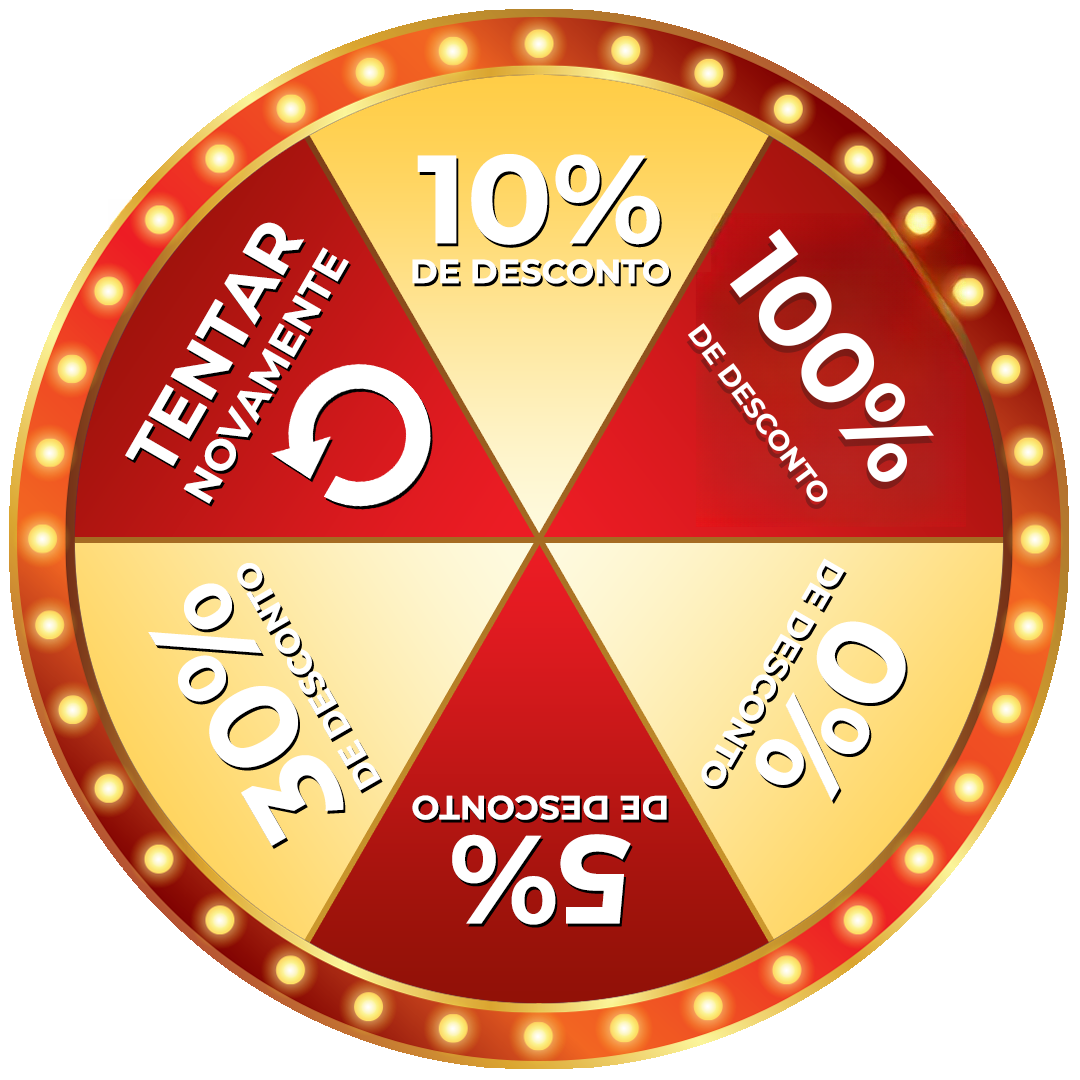 10%
DE DESCONTO
100%
DE DESCONTO
0%
DE DESCONTO
5%
DE DESCONTO
30%
DE DESCONTO
TENTAR
NOVAMENTE